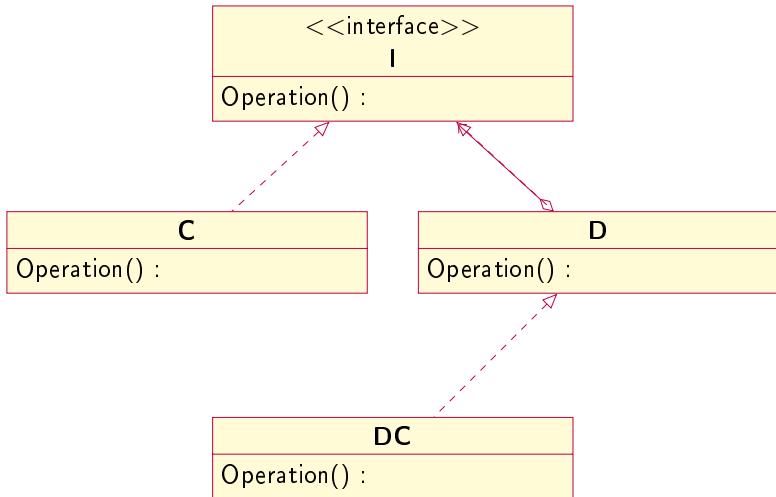 <<interface>>
I
Operation() :
C
Operation() :
D
Operation() :
DC
Operation() :